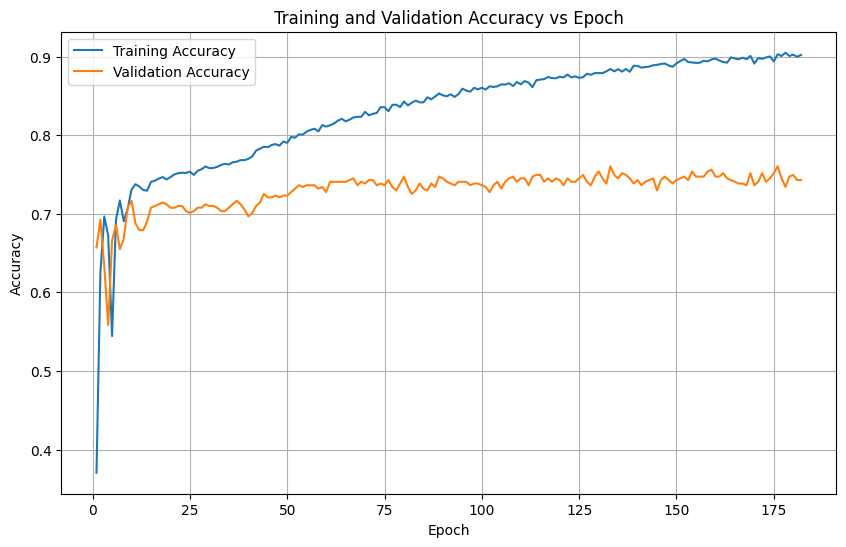 Training and Validation Accuracy vs Epoch
Training Accuracy
Validation Accuracy
0.9
0.8
0.7
0.6
0.5
0.4
Accuracy
0
25
50
75
100
125
150
175
Epoch